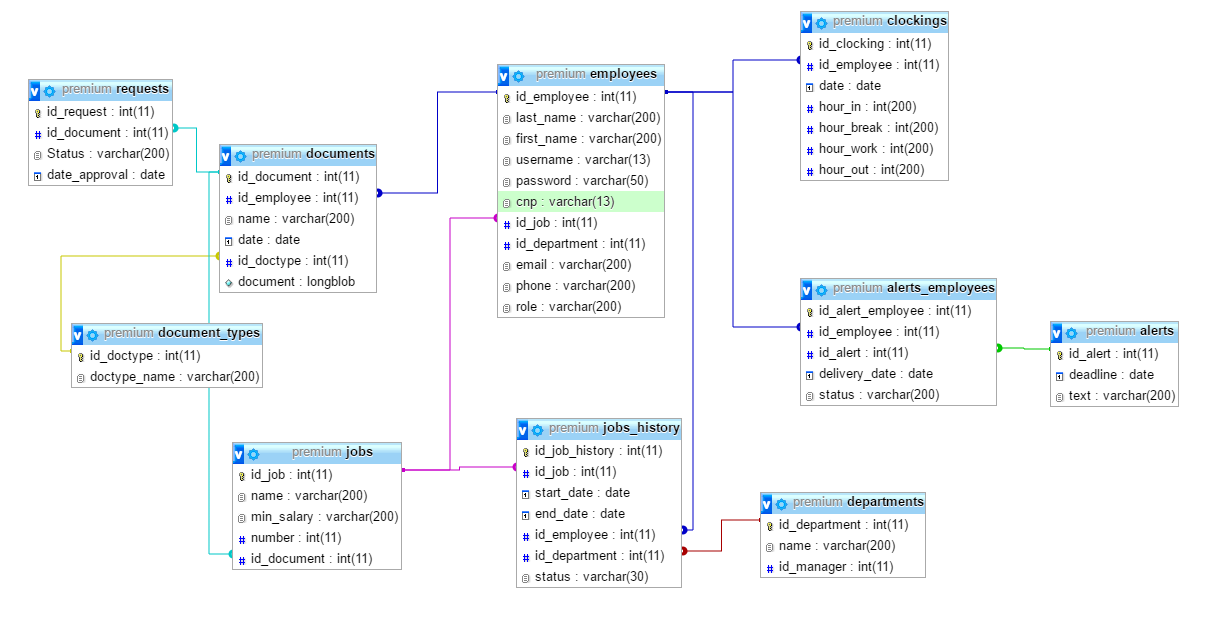 premium requests
id_request : int(11)
id_document : int(11)
Status : varchar(200)
date_approval : date
premium documents
id_document : int(11)
id_employee : int(11)
name : varchar(200)
date : date
id_doctype : int(11)
document : longblob
premium document_types
id_doctype : int(11)
doctype_name : varchar(200)
premium jobs
id_job : int(11)
name : varchar(200)
min_salary : varchar(200)
number : int(11)
id_document : int(11)
premium employees
id_employee : int(11)
last_name : varchar(200)
first_name : varchar(200)
username : varchar(13)
password : varchar(50)
cnp : varchar(13)
id_job : int(11)
id_department : int(11)
email : varchar(200)
phone : varchar(200)
role : varchar(200)
premium jobs_history
id_job_history : int(11)
id_job : int(11)
start_date : date
end_date : date
id_employee : int(11)
id_department : int(11)
status : varchar(30)
premium clockings
id_clocking : int(11)
id_employee : int(11)
date : date
hour_in : int(200)
hour_break : int(200)
hour_work : int(200)
hour_out : int(200)
premium alerts_employees
id_alert_employee : int(11)
id_employee : int(11)
id_alert : int(11)
delivery_date : date
status : varchar(200)
premium alerts
id_alert : int(11)
deadline : date
text : varchar(200)
premium departments
id_department : int(11)
name : varchar(200)
id_manager : int(11)